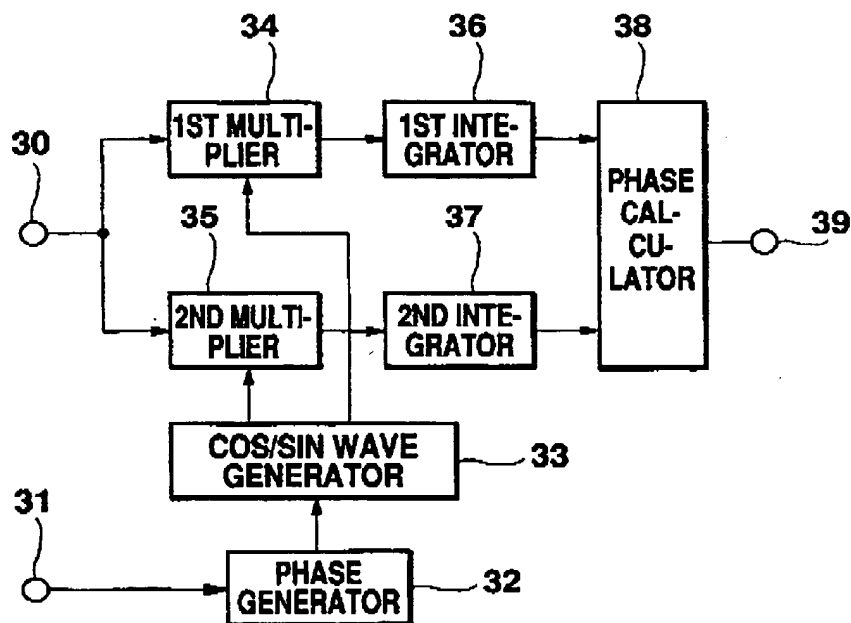 34
36
38
1ST MULTI-
PLIER
1ST INTE-
GRATOR
30
PHASE
CAL-
CU-
LATOR
35
37
39
2ND MULTI-
PLIER
2ND INTE-
GRATOR
COS/SIN WAVE
GENERATOR
33
31
PHASE
GENERATOR
32